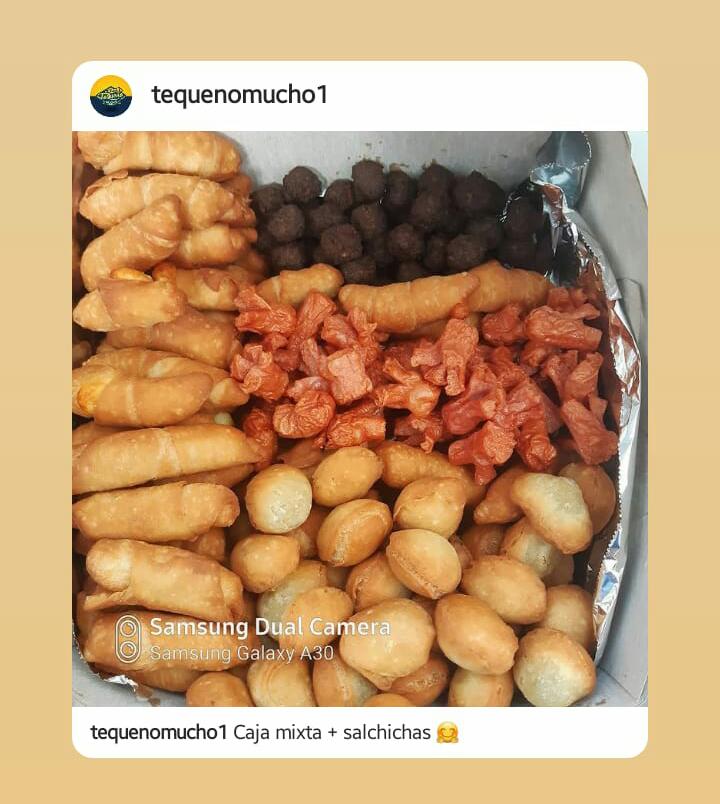 tequenomucho1
Samsung Dual Camera
Samsung Galaxy A30
tequenomucho1 Caja mixta + salchichas 🤗